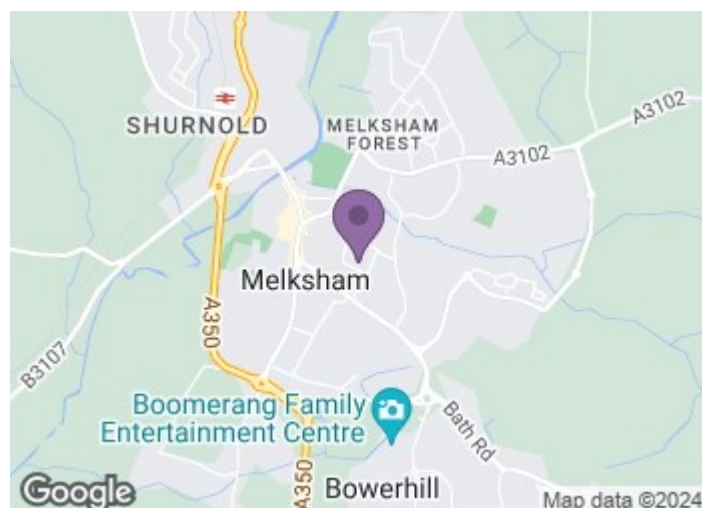 SHURNOLD
MELKSHAM
FOREST
A3102
A3102
Melksham
A350
B3107
Boomerang Family
Entertainment Centre
Bath Rd
A350
Bowerhill
Google
Map data ©2024